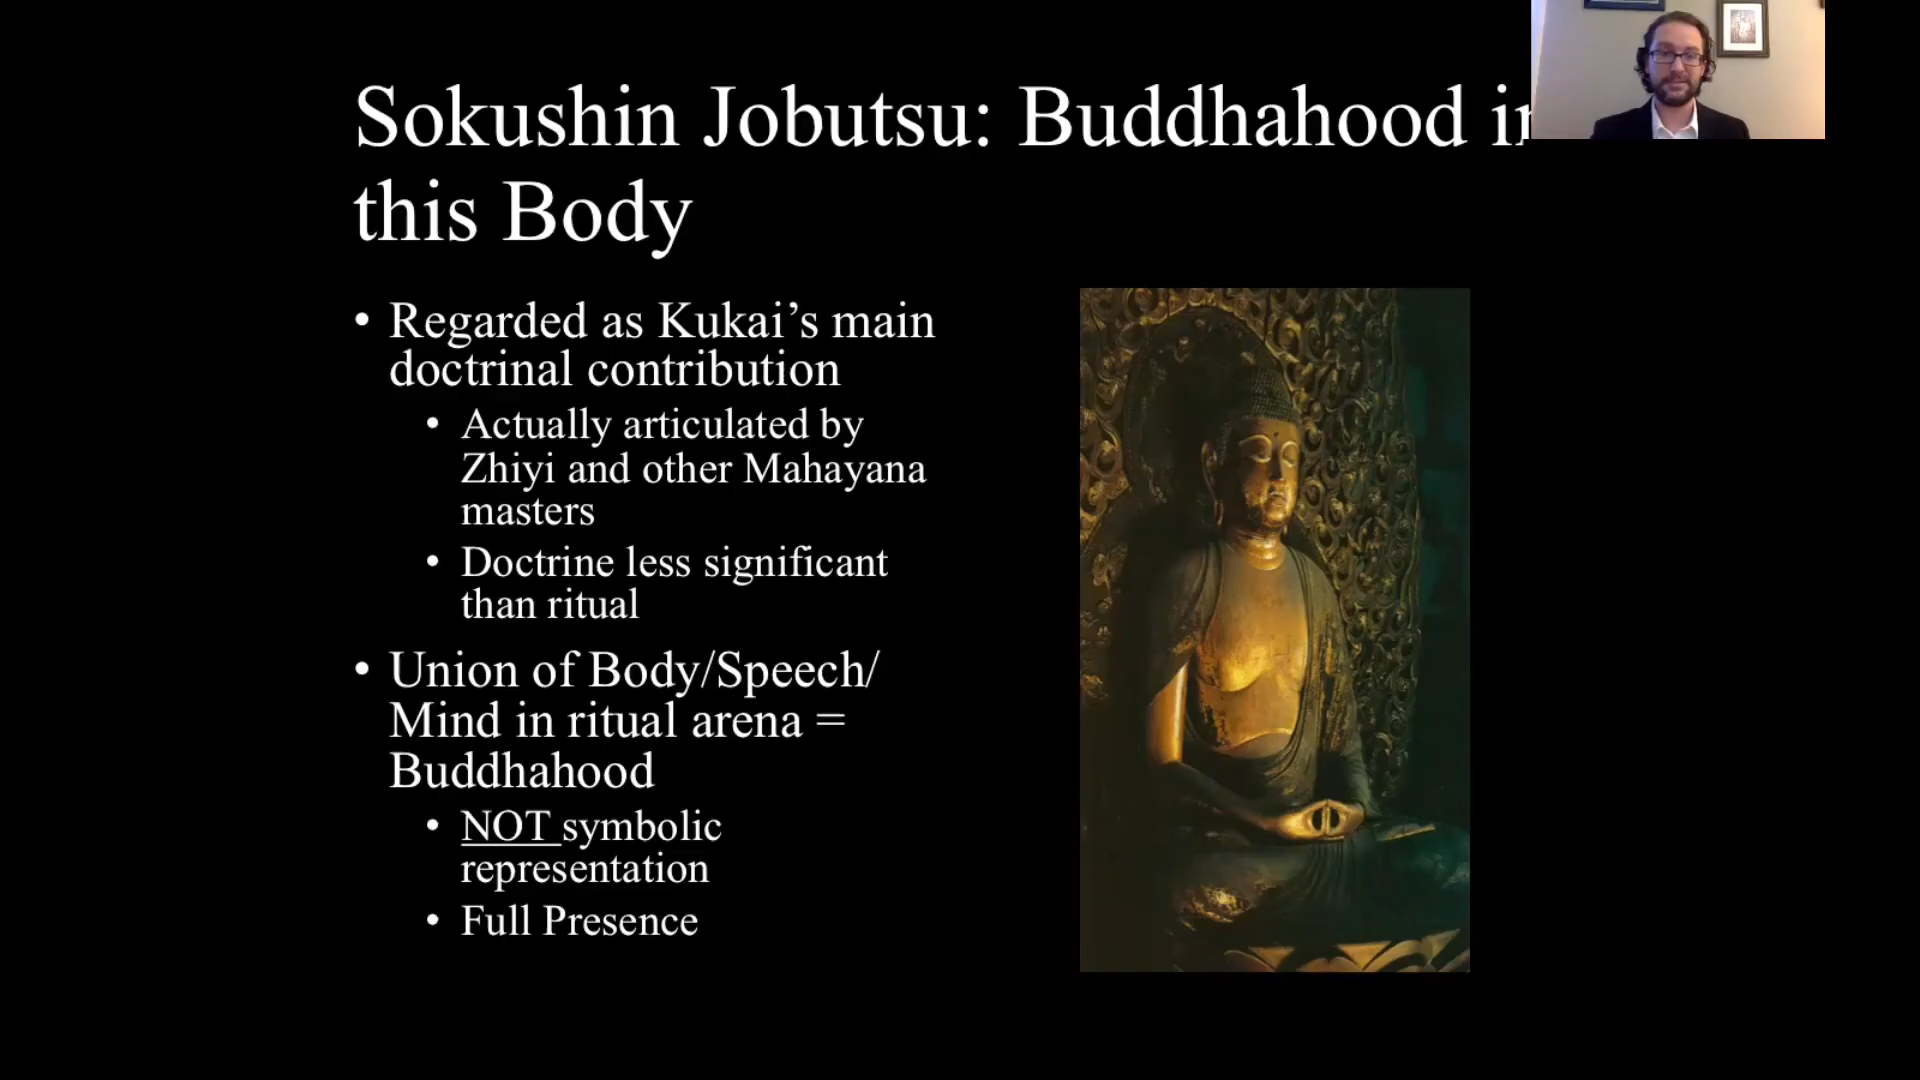 Sokushin Jobutsu: Buddhahood in
this Body
• Regarded as Kukai’s main
doctrinal contribution
• Actually articulated by
Zhiyi and other Mahayana
masters
• Doctrine less significant
than ritual
• Union of Body/Speech/
Mind in ritual arena =
Buddhahood
• NOT symbolic
representation
• Full Presence